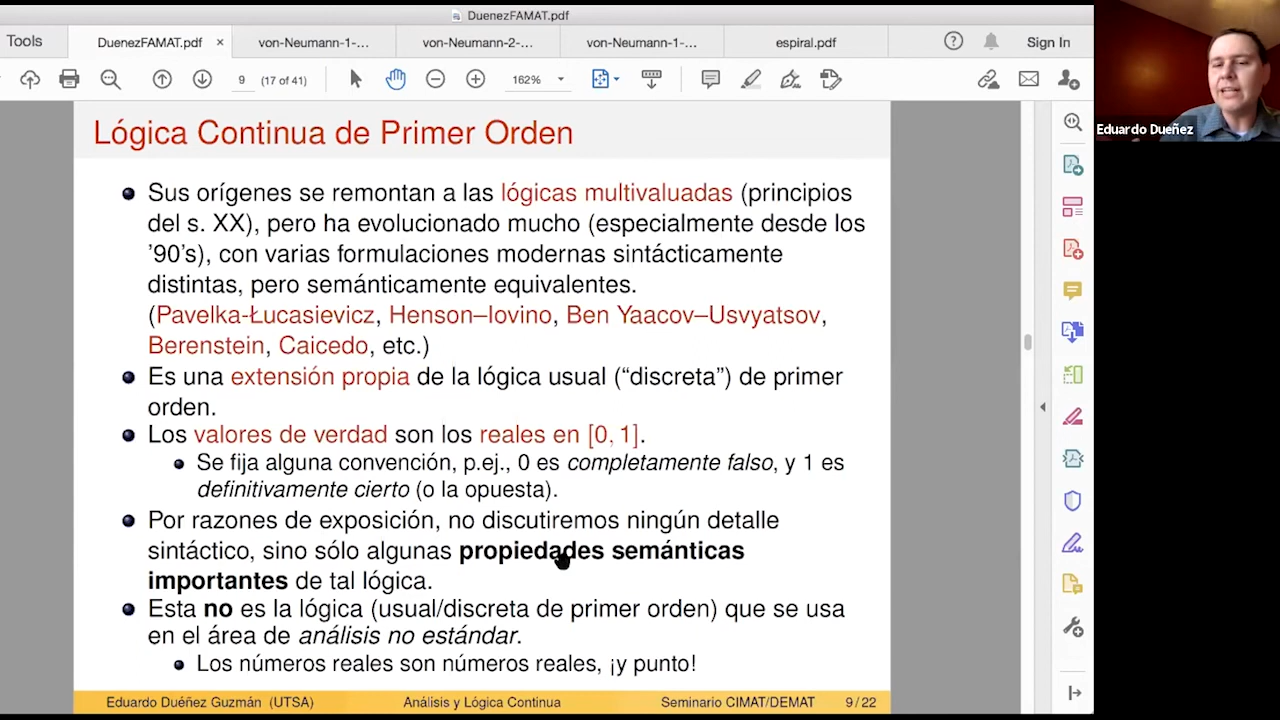 DuenezFAMAT.pdf
Tools
DuenezFAMAT.pdf ×
von-Neumann-1-...
von-Neumann-2-...
von-Neumann-1-...
espiral.pdf
Sign In
9 (17 of 41)
162%
Eduardo Dueñez
Lógica Continua de Primer Orden
Sus orígenes se remontan a las lógicas multivaluadas (principios
del s. XX), pero ha evolucionado mucho (especialmente desde los
’90’s), con varias formulaciones modernas sintácticamente
distintas, pero semánticamente equivalentes.
(Pavelka-Łucasievicz, Henson–Iovino, Ben Yaacov–Usvyatsov,
Berenstein, Caicedo, etc.)
Es una extensión propia de la lógica usual (“discreta”) de primer
orden.
Los valores de verdad son los reales en [0, 1].
Se fija alguna convención, p.ej., 0 es completamente falso, y 1 es
definitivamente cierto (o la opuesta).
Por razones de exposición, no discutiremos ningún detalle
sintáctico, sino sólo algunas propiedades semánticas
importantes de tal lógica.
Esta no es la lógica (usual/discreta de primer orden) que se usa
en el área de análisis no estándar.
Los números reales son números reales, ¡y punto!
Eduardo Duéñez Guzmán (UTSA)
Análisis y Lógica Continua
Seminario CIMAT/DEMAT
9 / 22